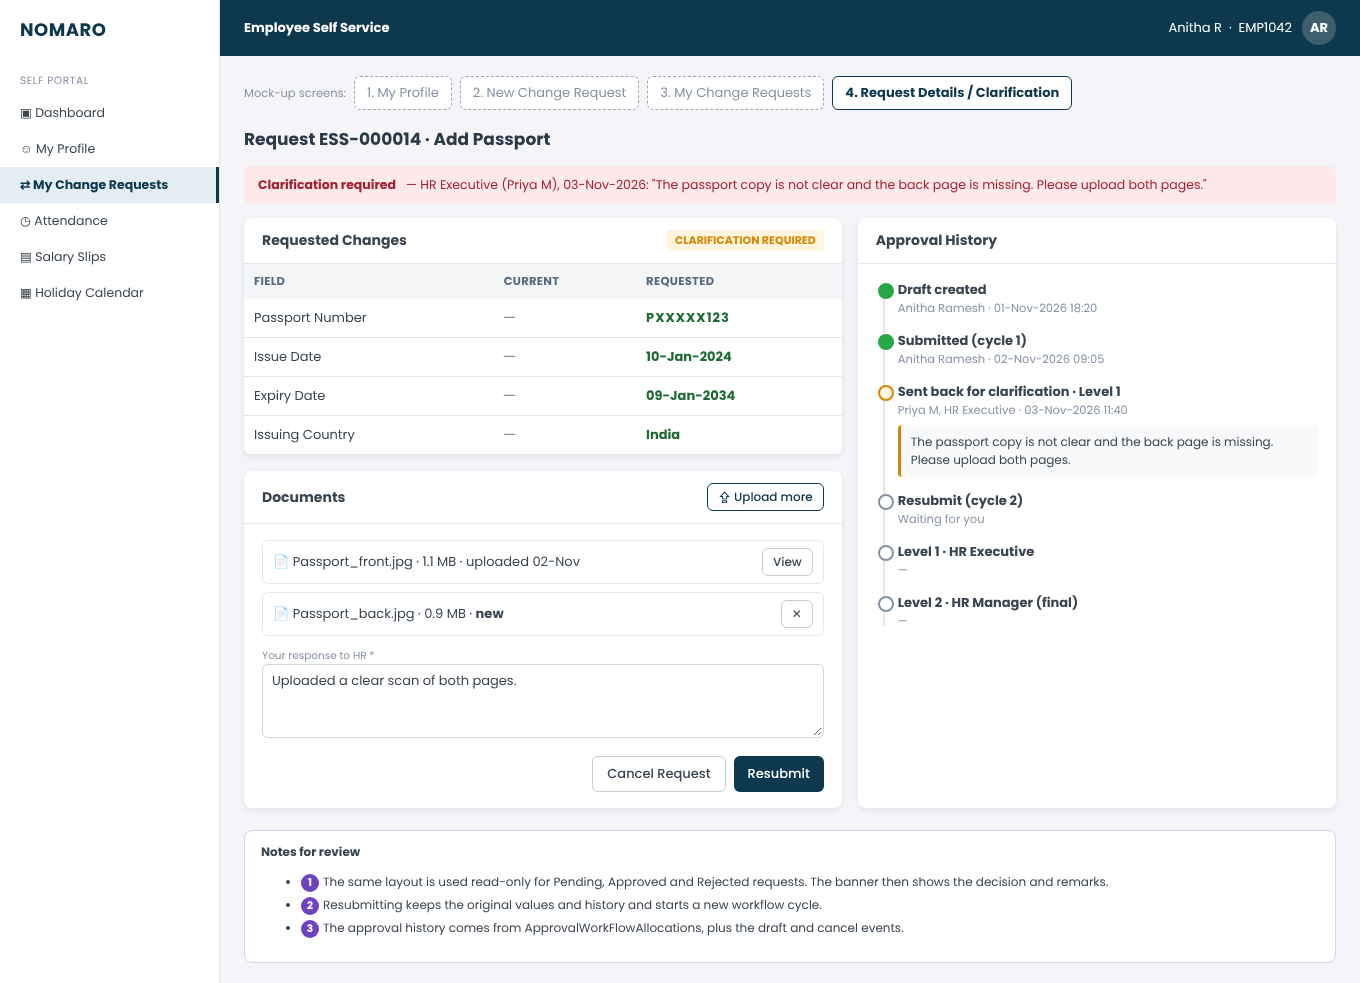 NOMARO
SELF PORTAL
Dashboard
My Profile
My Change Requests
Attendance
Salary Slips
Holiday Calendar
Employee Self Service
Anitha R · EMP1042
AR
Mock-up screens:
1. My Profile
2. New Change Request
3. My Change Requests
4. Request Details / Clarification
Request ESS-000014 · Add Passport
Clarification required — HR Executive (Priya M), 03-Nov-2026: "The passport copy is not clear and the back page is missing. Please upload both pages."
Requested Changes
CLARIFICATION REQUIRED
FIELD CURRENT REQUESTED
Passport Number — PXXXXX123
Issue Date — 10-Jan-2024
Expiry Date — 09-Jan-2034
Issuing Country — India
Documents
Upload more
Passport_front.jpg · 1.1 MB · uploaded 02-Nov
View
Passport_back.jpg · 0.9 MB · new
×
Your response to HR *
Uploaded a clear scan of both pages.
Cancel Request
Resubmit
Approval History
Draft created
Anitha Ramesh · 01-Nov-2026 18:20
Submitted (cycle 1)
Anitha Ramesh · 02-Nov-2026 09:05
Sent back for clarification · Level 1
Priya M, HR Executive · 03-Nov-2026 11:40
The passport copy is not clear and the back page is missing.
Please upload both pages.
Resubmit (cycle 2)
Waiting for you
Level 1 · HR Executive
—
Level 2 · HR Manager (final)
—
Notes for review
1 The same layout is used read-only for Pending, Approved and Rejected requests. The banner then shows the decision and remarks.
2 Resubmitting keeps the original values and history and starts a new workflow cycle.
3 The approval history comes from ApprovalWorkFlowAllocations, plus the draft and cancel events.